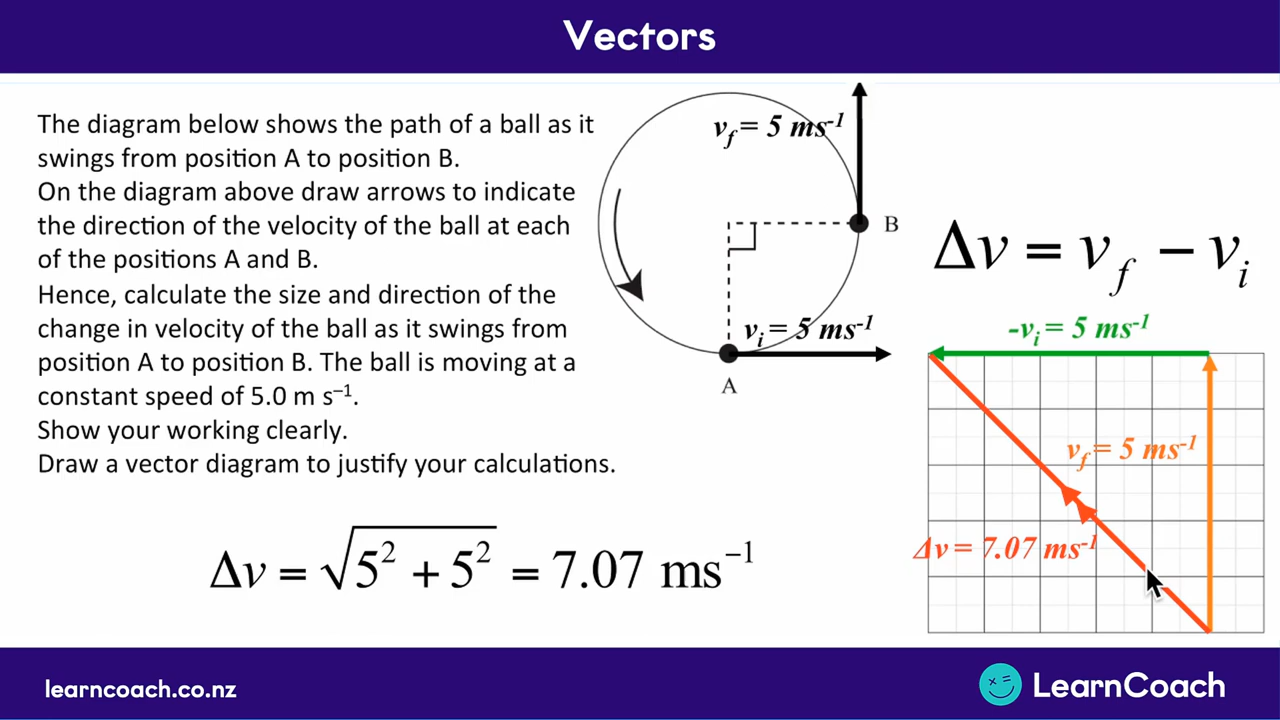 Vectors
The diagram below shows the path of a ball as it
swings from position A to position B.
On the diagram above draw arrows to indicate
the direction of the velocity of the ball at each
of the positions A and B.
Hence, calculate the size and direction of the
change in velocity of the ball as it swings from
position A to position B. The ball is moving at a
constant speed of 5.0 m s⁻¹.
Show your working clearly.
Draw a vector diagram to justify your calculations.
v_f = 5 ms⁻¹
B
v_i = 5 ms⁻¹
A
Δv = v_f − v_i
-v_i = 5 ms⁻¹
v_f = 5 ms⁻¹
Δv = 7.07 ms⁻¹
Δv = √(5² + 5²) = 7.07 ms⁻¹
learncoach.co.nz
LearnCoach